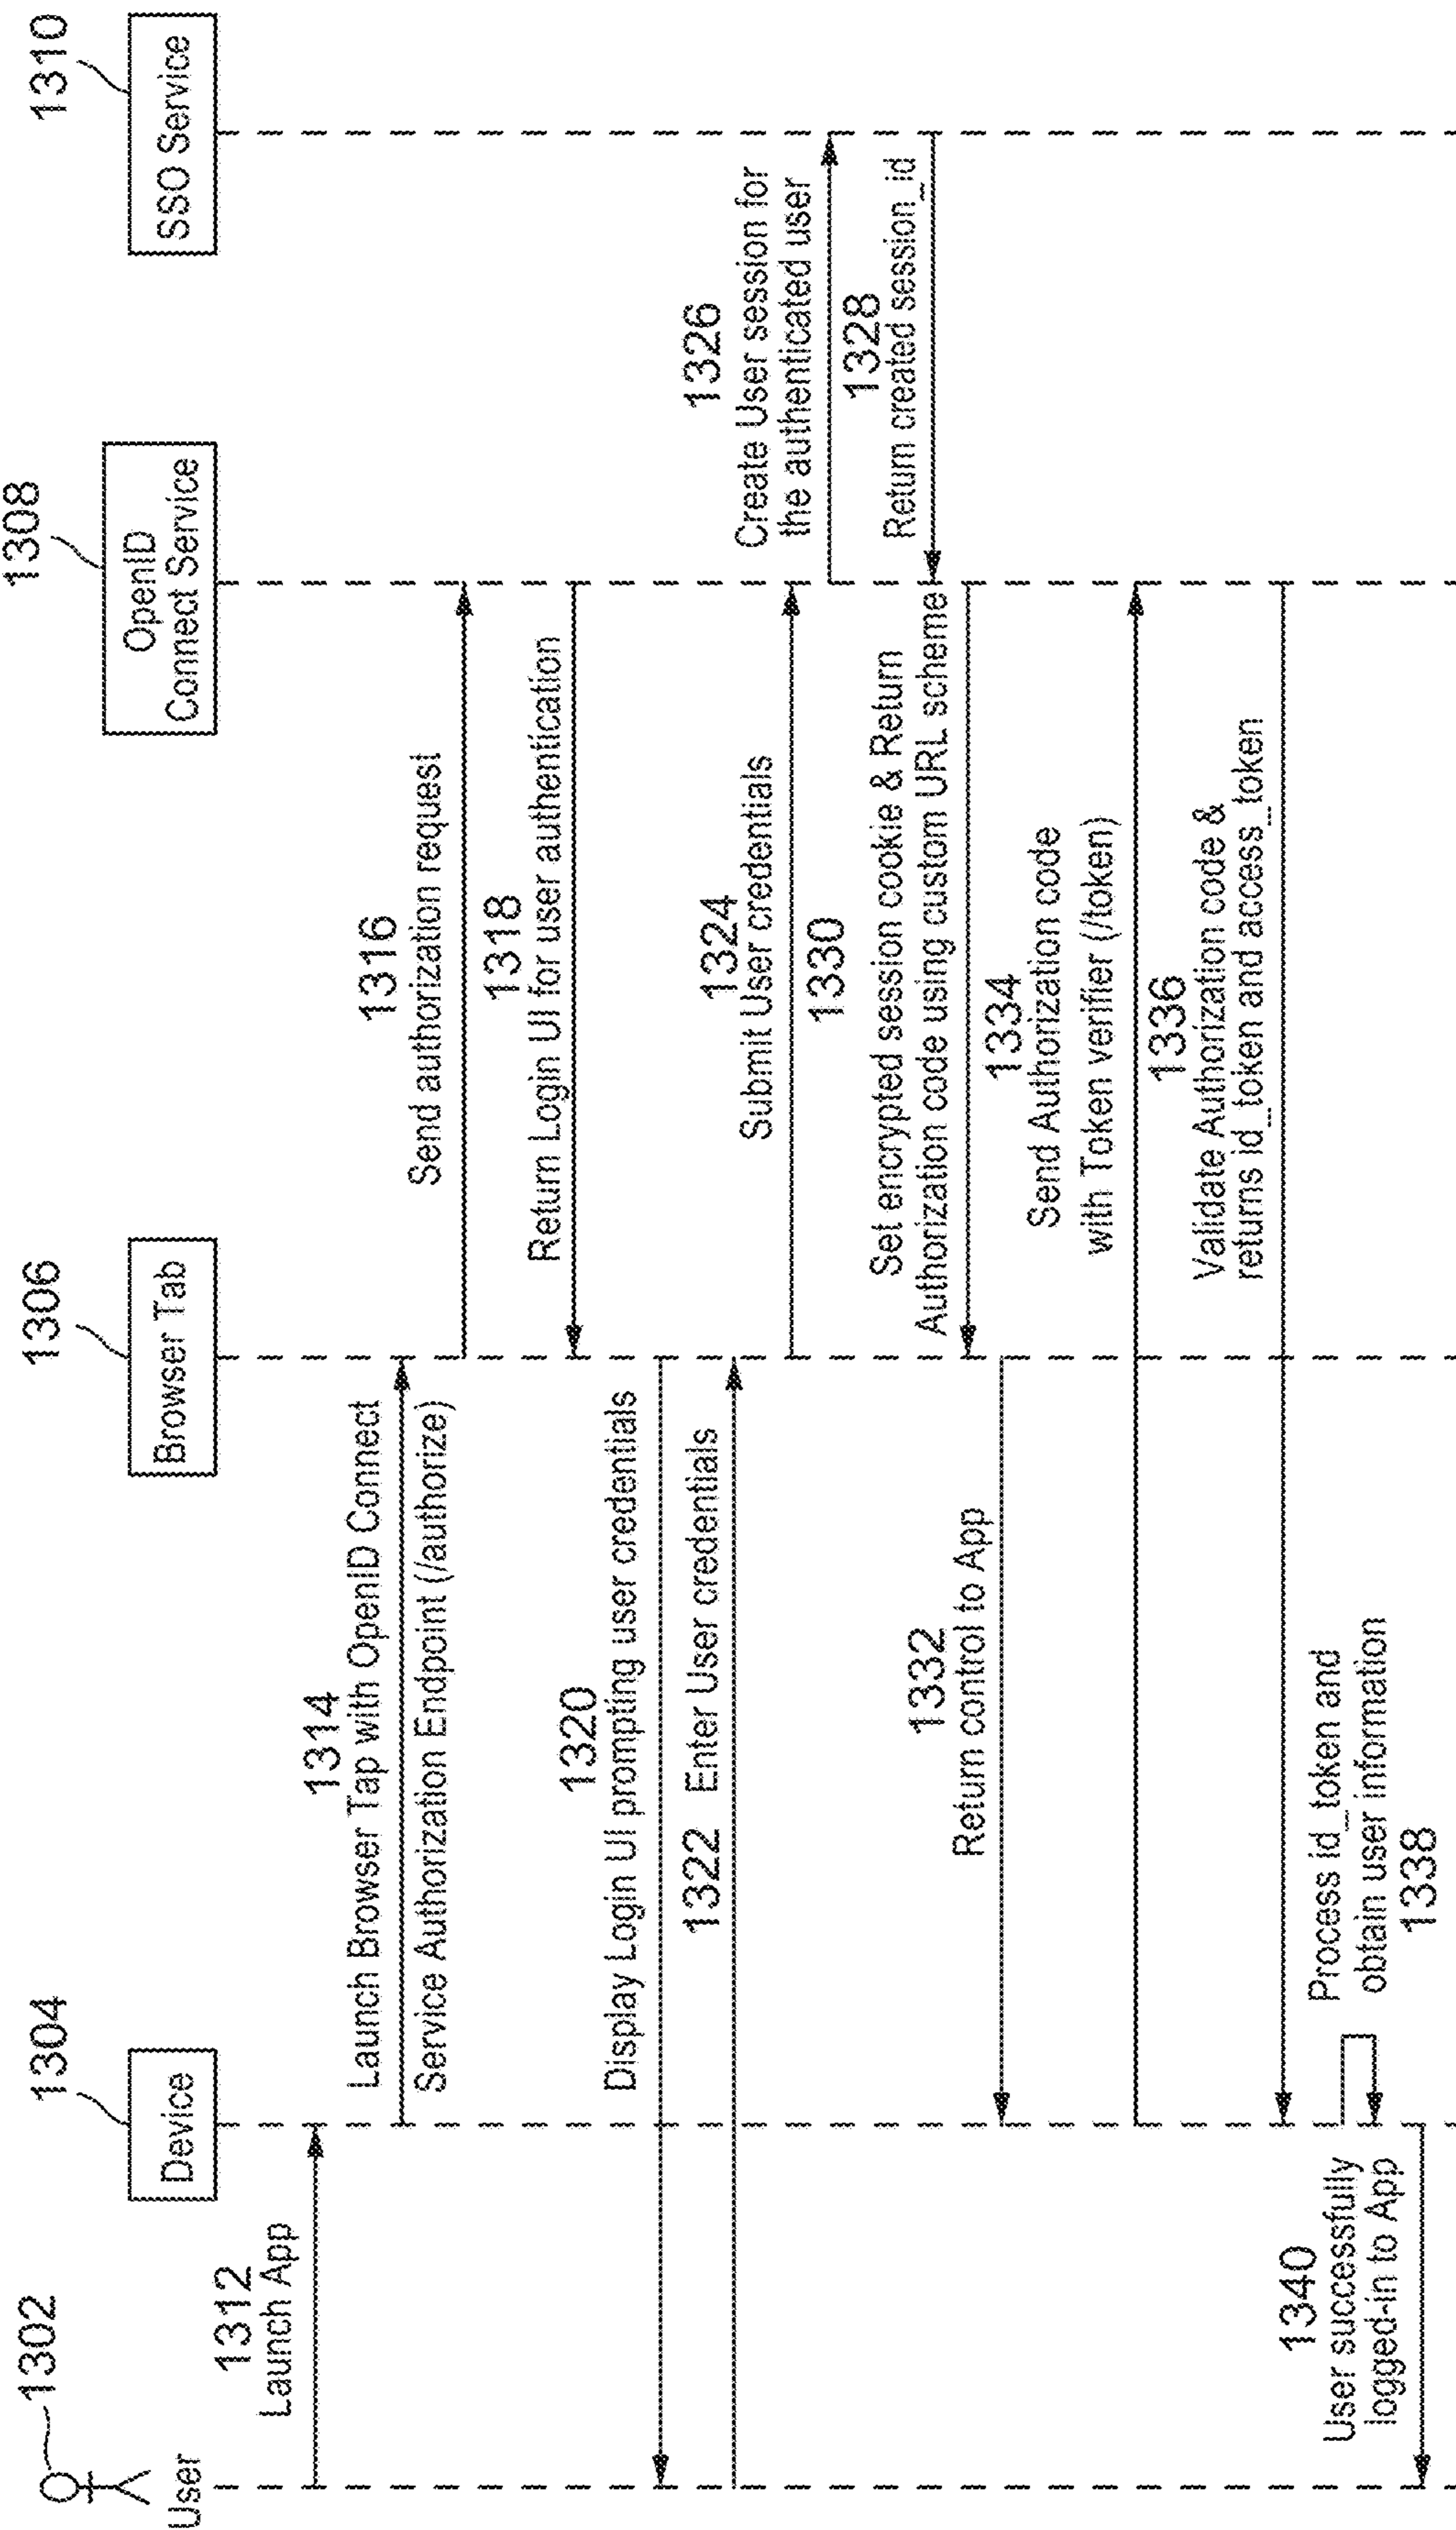 1302
User
1304
Device
1306
Browser Tab
1308
OpenID
Connect Service
1310
SSO Service
1312
Launch App
1314
Launch Browser Tap with OpenID Connect
Service Authorization Endpoint (/authorize)
1316
Send authorization request
1318
Return Login UI for user authentication
1320
Display Login UI prompting user credentials
1322 Enter User credentials
1324
Submit User credentials
1326
Create User session for
the authenticated user
1328
Return created session_id
1330
Set encrypted session cookie & Return
Authorization code using custom URL scheme
1332
Return control to App
1334
Send Authorization code
with Token verifier (/token)
1336
Validate Authorization code &
returns id_token and access_token
Process id_token and
obtain user information
1338
1340
User successfully
logged-in to App